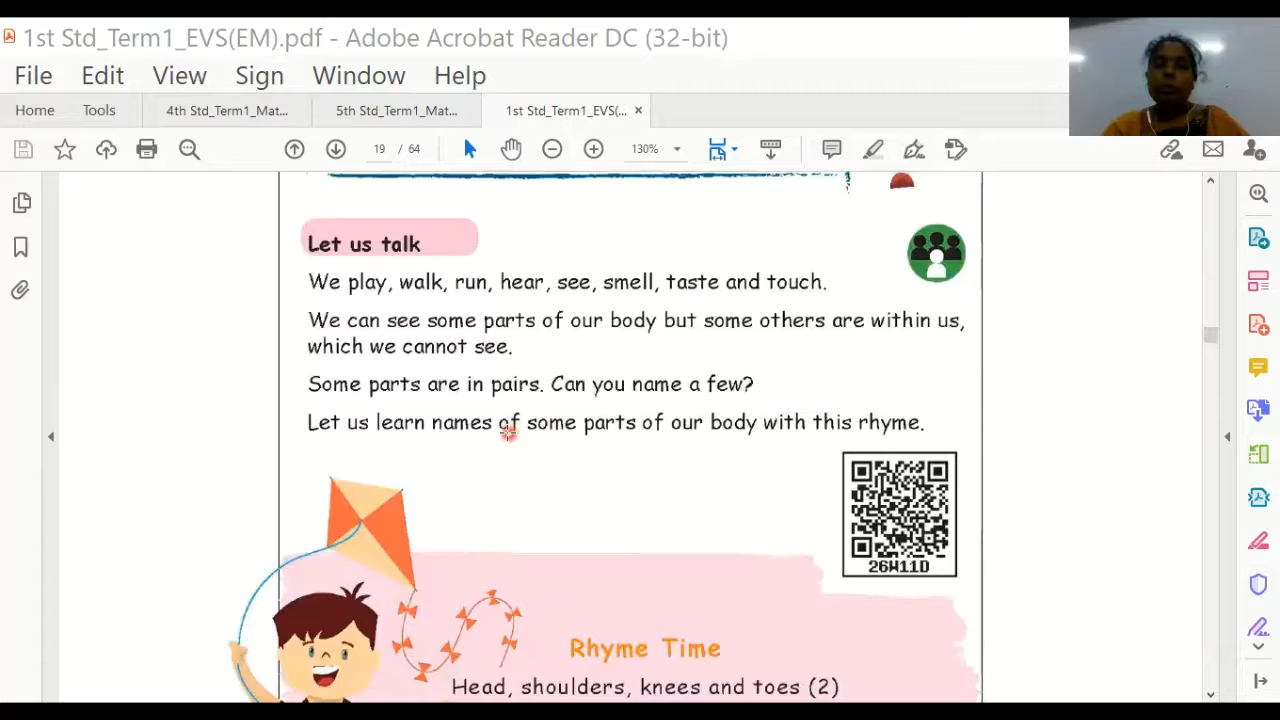 1st Std_Term1_EVS(EM).pdf - Adobe Acrobat Reader DC (32-bit)
File Edit View Sign Window Help
Home Tools 4th Std_Term1_Mat... 5th Std_Term1_Mat... 1st Std_Term1_EVS(... ×
19 / 64 130%
Let us talk
We play, walk, run, hear, see, smell, taste and touch.
We can see some parts of our body but some others are within us,
which we cannot see.
Some parts are in pairs. Can you name a few?
Let us learn names of some parts of our body with this rhyme.
26W11D
Rhyme Time
Head, shoulders, knees and toes (2)